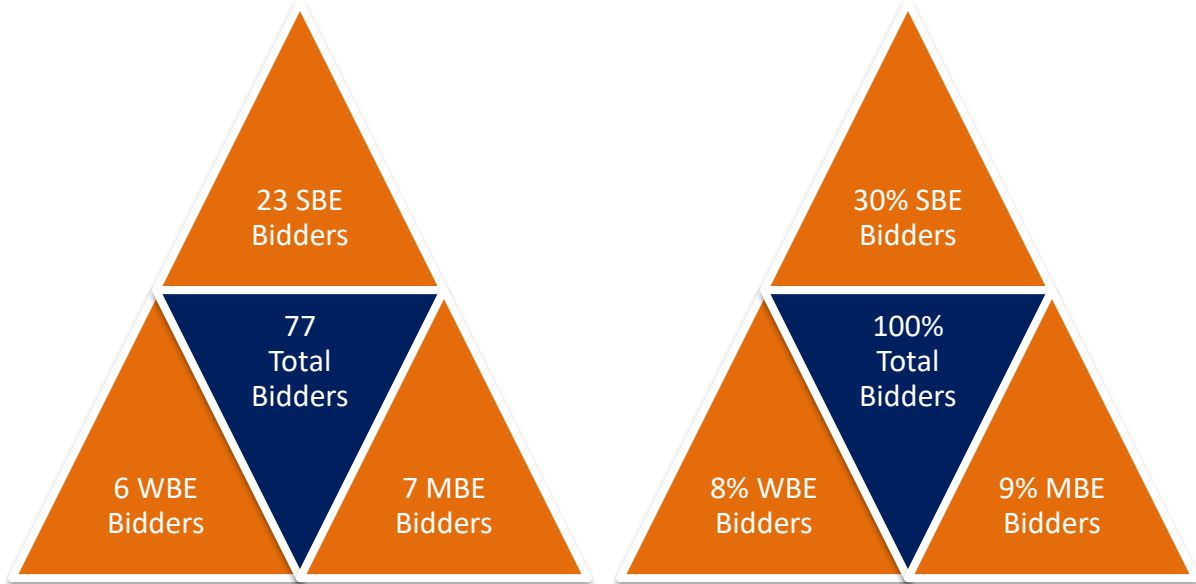 23 SBE
Bidders
77
Total
Bidders
6 WBE
Bidders
7 MBE
Bidders
30% SBE
Bidders
100%
Total
Bidders
8% WBE
Bidders
9% MBE
Bidders